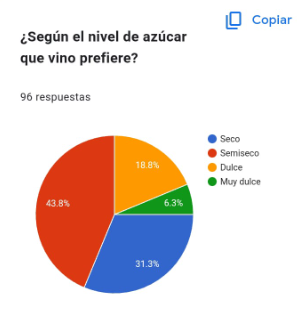 Copiar
¿Según el nivel de azúcar
que vino prefiere?
96 respuestas
Seco
Semiseco
Dulce
Muy dulce
18.8%
6.3%
43.8%
31.3%